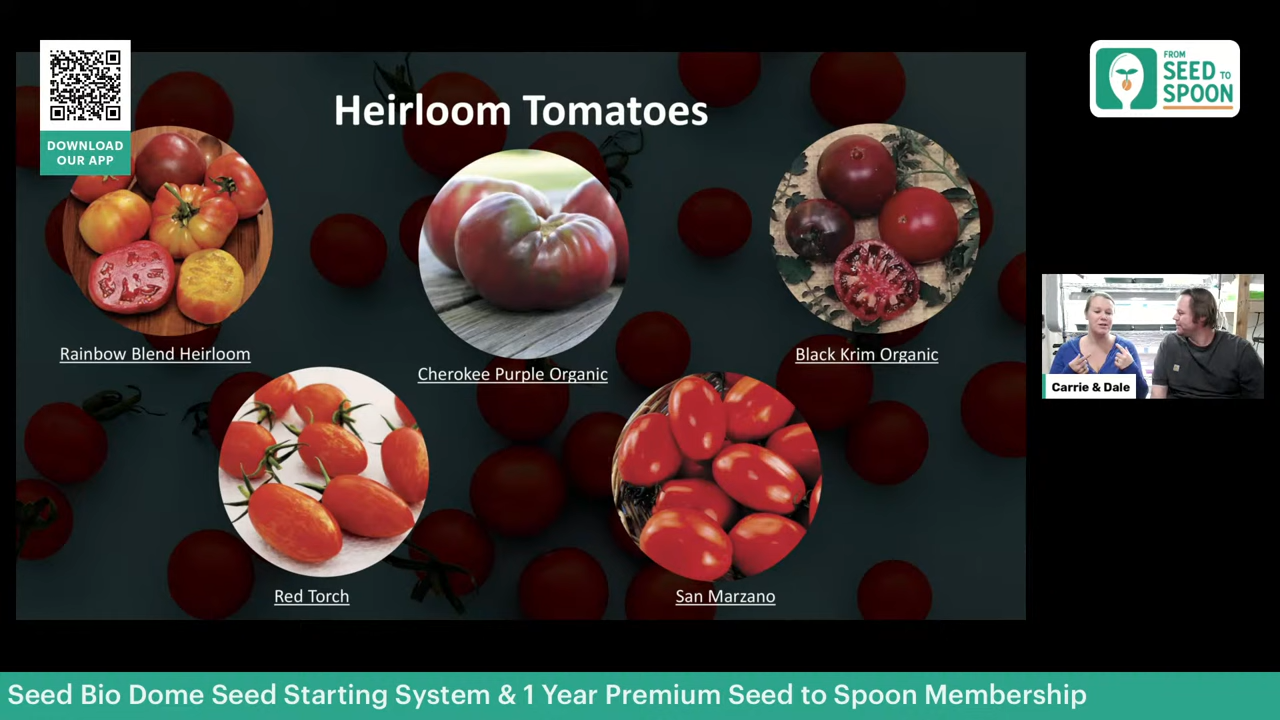 DOWNLOAD
OUR APP
Heirloom Tomatoes
FROM
SEED TO
SPOON
Rainbow Blend Heirloom
Cherokee Purple Organic
Black Krim Organic
Carrie & Dale
Red Torch
San Marzano
Seed Bio Dome Seed Starting System & 1 Year Premium Seed to Spoon Membership